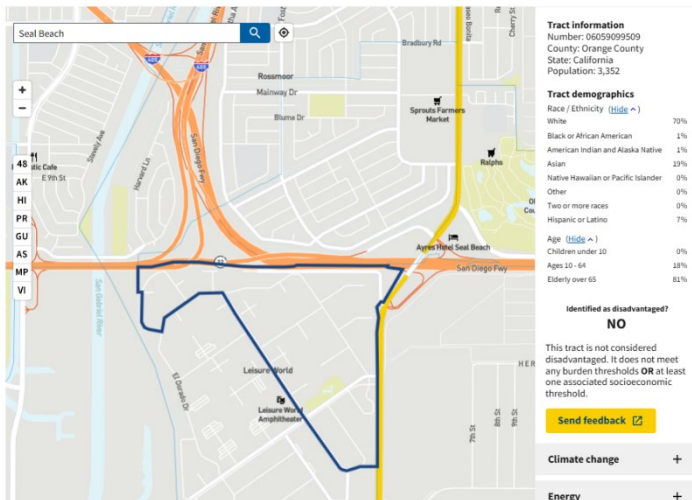 Seal Beach
+
−
48
AK
HI
PR
GU
AS
MP
VI
Bradbury Rd
Cherry St
Rossmoor
Mainway Dr
Blume Dr
Sprouts Farmers
Market
Ralphs
Stevely Ave
Harvard Ln
San Diego Fwy
Cafe
E 9th St
Ayres Hotel Seal Beach
San Diego Fwy
San Gabriel River
El Dorado Dr
Leisure World
Leisure World
Amphitheater
7th St
8th St
9th St
HER
Tract information
Number: 06059099509
County: Orange County
State: California
Population: 3,352
Tract demographics
Race / Ethnicity (Hide ^)
White 70%
Black or African American 1%
American Indian and Alaska Native 1%
Asian 19%
Native Hawaiian or Pacific Islander 0%
Other 0%
Two or more races 0%
Hispanic or Latino 7%
Age (Hide ^)
Children under 10 0%
Ages 10 - 64 18%
Elderly over 65 81%
Identified as disadvantaged?
NO
This tract is not considered
disadvantaged. It does not meet
any burden thresholds OR at least
one associated socioeconomic
threshold.
Send feedback
Climate change +
Energy +